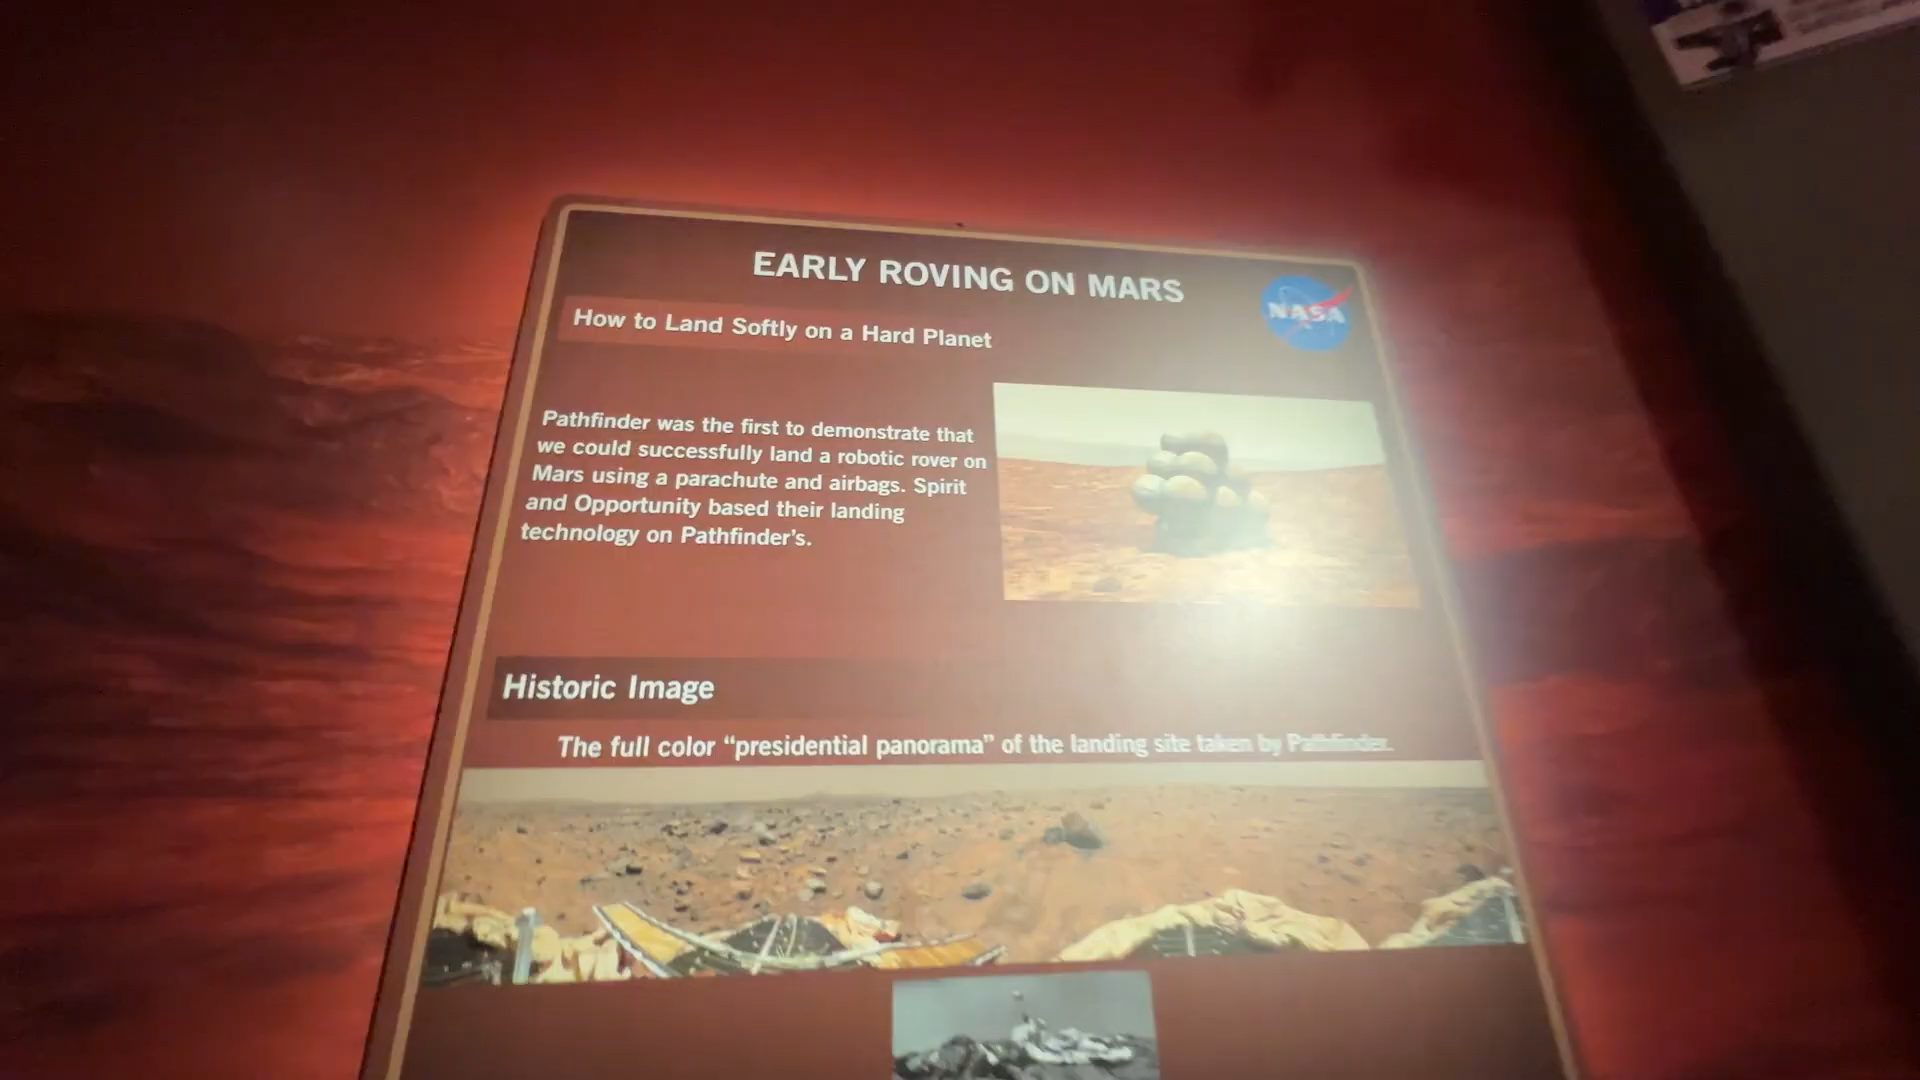 EARLY ROVING ON MARS
NASA
How to Land Softly on a Hard Planet
Pathfinder was the first to demonstrate that
we could successfully land a robotic rover on
Mars using a parachute and airbags. Spirit
and Opportunity based their landing
technology on Pathfinder's.
Historic Image
The full color “presidential panorama” of the landing site taken by Pathfinder.